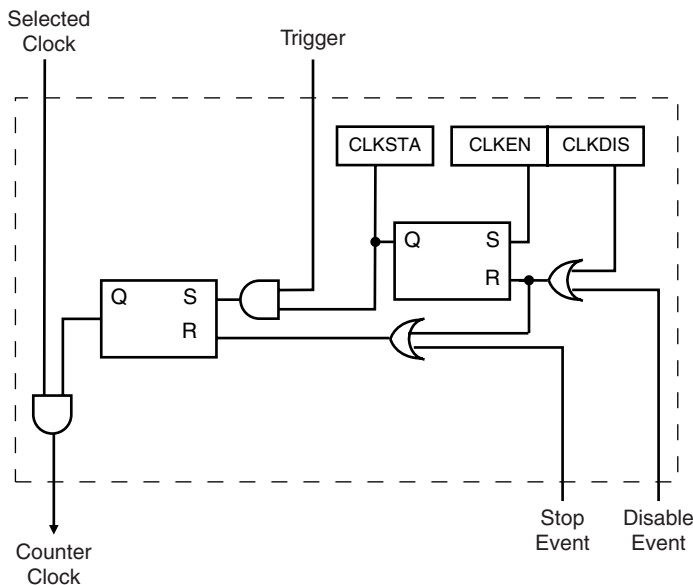 Selected
Clock
Trigger
CLKSTA
CLKEN
CLKDIS
Q
S
R
Q
S
R
Stop
Event
Disable
Event
Counter
Clock